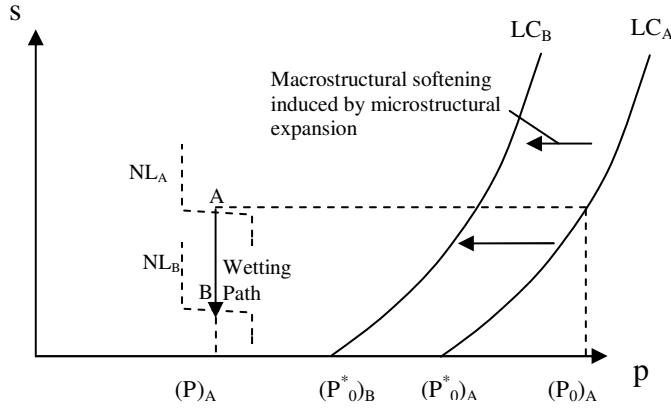 s
LC_B
LC_A
Macrostructural softening
induced by microstructural
expansion
NL_A
A
NL_B
B
Wetting
Path
p
(P)_A
(P*_0)_B
(P*_0)_A
(P_0)_A